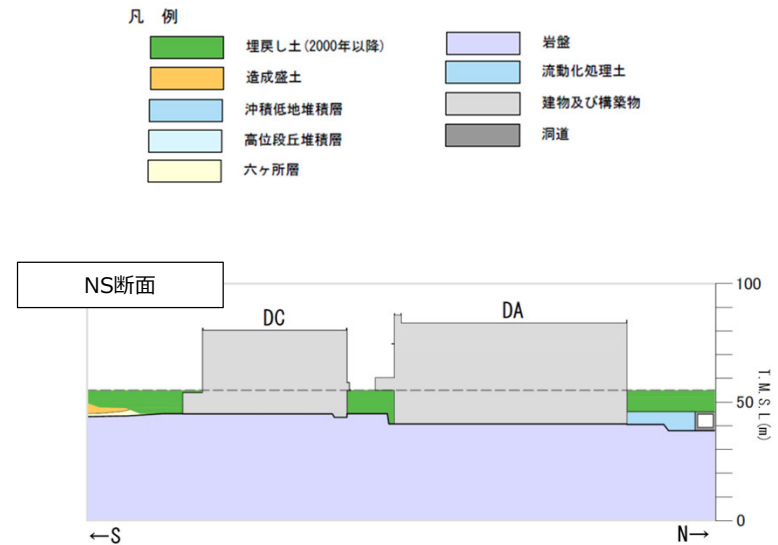 凡 例
埋戻し土(2000年以降)
造成盛土
沖積低地堆積層
高位段丘堆積層
六ヶ所層
岩盤
流動化処理土
建物及び構築物
洞道
NS断面
DC
DA
100
50
0
T.M.S.L(m)
←S
N→